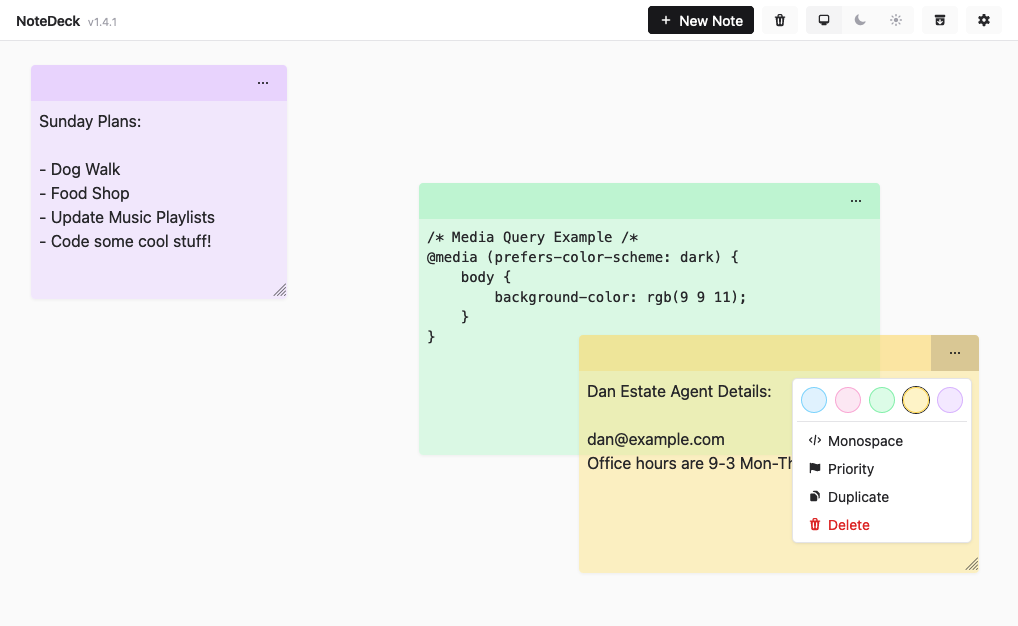 NoteDeck v1.4.1
+ New Note
...
Sunday Plans:
- Dog Walk
- Food Shop
- Update Music Playlists
- Code some cool stuff!
...
/* Media Query Example /*
@media (prefers-color-scheme: dark) {
    body {
        background-color: rgb(9 9 11);
    }
}
...
Dan Estate Agent Details:
dan@example.com
Office hours are 9-3 Mon-Th
Monospace
Priority
Duplicate
Delete